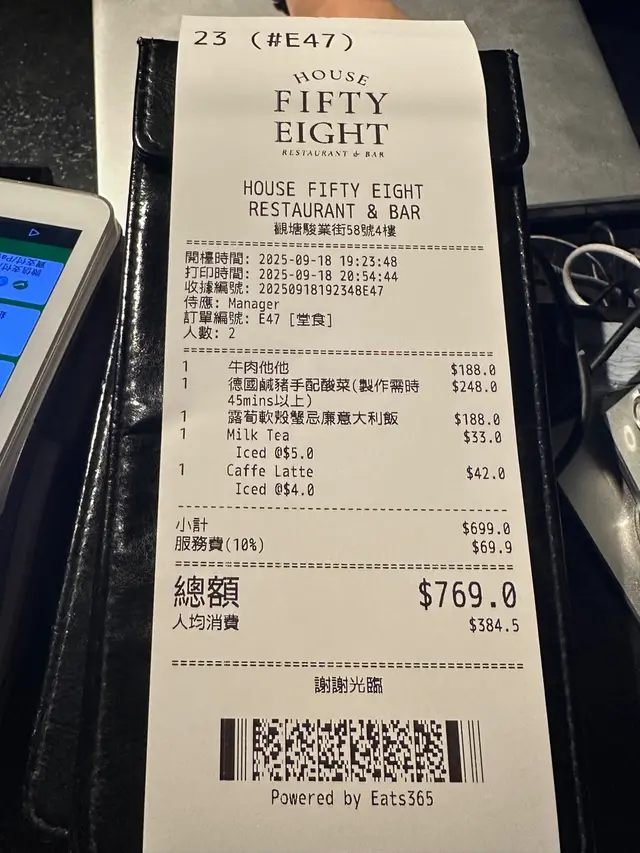 23 (#E47)
HOUSE
FIFTY
EIGHT
RESTAURANT & BAR
HOUSE FIFTY EIGHT
RESTAURANT & BAR
觀塘駿業街58號4樓
開檯時間: 2025-09-18 19:23:48
打印時間: 2025-09-18 20:54:44
收據編號: 20250918192348E47
侍應: Manager
訂單編號: E47 [堂食]
人數: 2
1 牛肉他他 $188.0
1 德國鹹豬手配酸菜(製作需時 $248.0
45mins以上)
1 露荀軟殼蟹忌廉意大利飯 $188.0
1 Milk Tea $33.0
Iced @$5.0
1 Caffe Latte $42.0
Iced @$4.0
小計 $699.0
服務費(10%) $69.9
總額 $769.0
人均消費 $384.5
謝謝光臨
Powered by Eats365